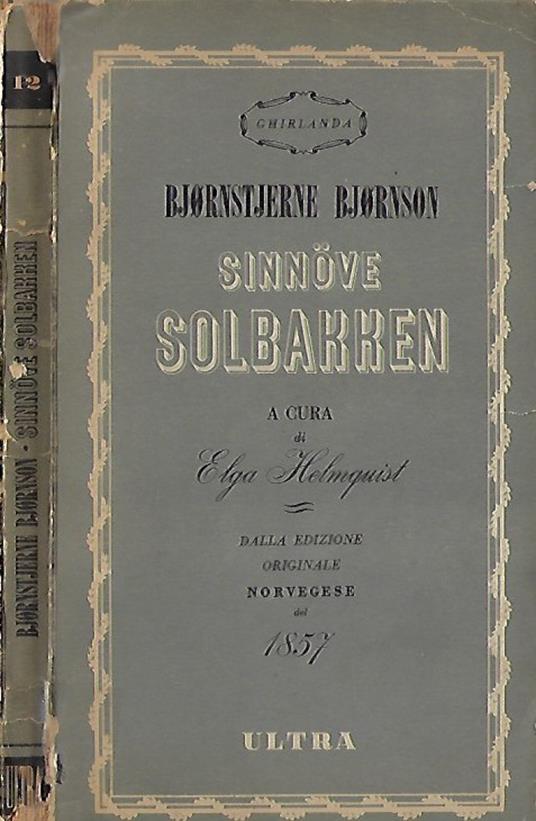 12
BJØRNSTJERNE BJØRNSON - SINNÖVE SOLBAKKEN
GHIRLANDA
BJØRNSTJERNE BJØRNSON
SINNÖVE
SOLBAKKEN
A CURA
di
Elga Helmquist
DALLA EDIZIONE
ORIGINALE
NORVEGESE
del
1857
ULTRA